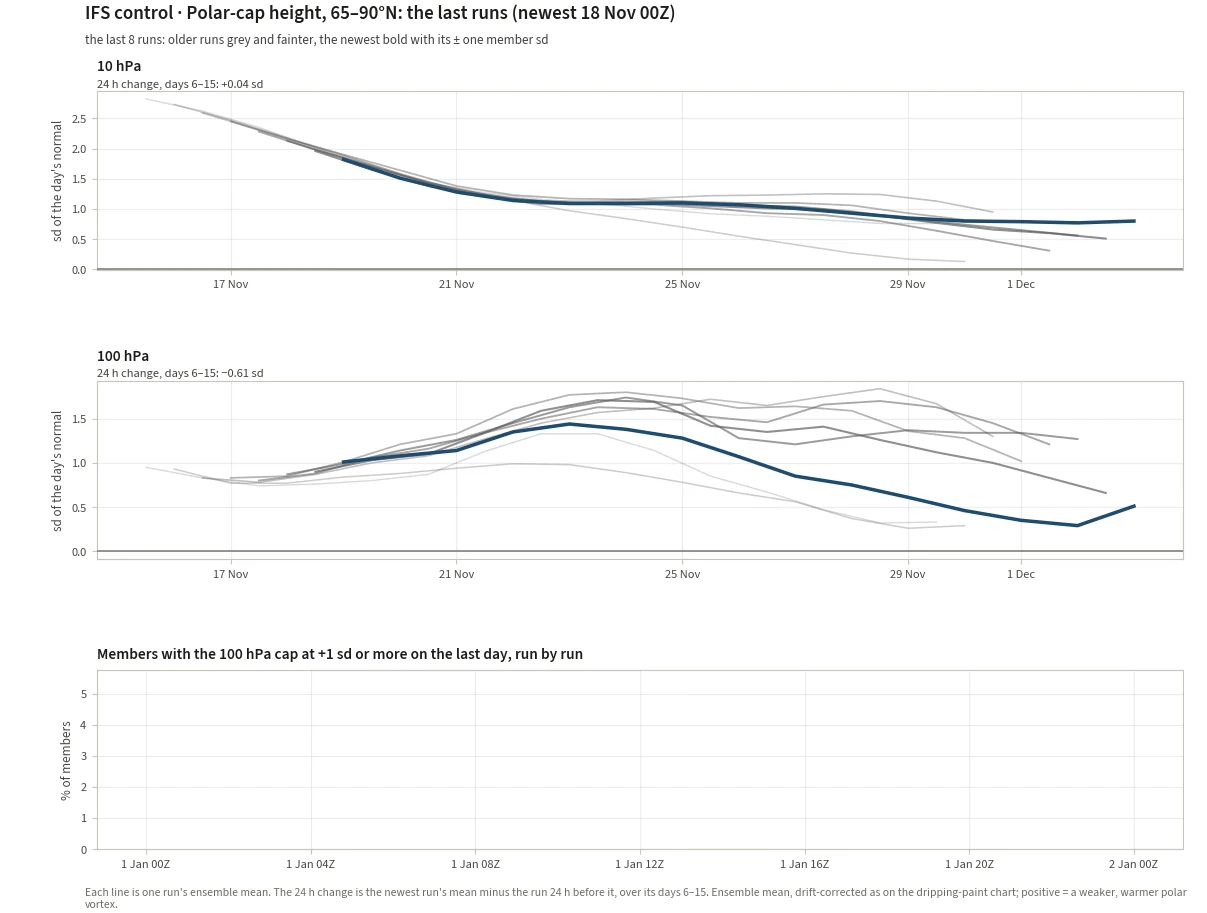 IFS control · Polar-cap height, 65–90°N: the last runs (newest 18 Nov 00Z)
the last 8 runs: older runs grey and fainter, the newest bold with its ± one member sd
10 hPa
24 h change, days 6–15: +0.04 sd
sd of the day's normal
2.5
2.0
1.5
1.0
0.5
0.0
17 Nov
21 Nov
25 Nov
29 Nov
1 Dec
100 hPa
24 h change, days 6–15: −0.61 sd
sd of the day's normal
1.5
1.0
0.5
0.0
17 Nov
21 Nov
25 Nov
29 Nov
1 Dec
Members with the 100 hPa cap at +1 sd or more on the last day, run by run
% of members
5
4
3
2
1
0
1 Jan 00Z
1 Jan 04Z
1 Jan 08Z
1 Jan 12Z
1 Jan 16Z
1 Jan 20Z
2 Jan 00Z
Each line is one run's ensemble mean. The 24 h change is the newest run's mean minus the run 24 h before it, over its days 6–15. Ensemble mean, drift-corrected as on the dripping-paint chart; positive = a weaker, warmer polar
vortex.